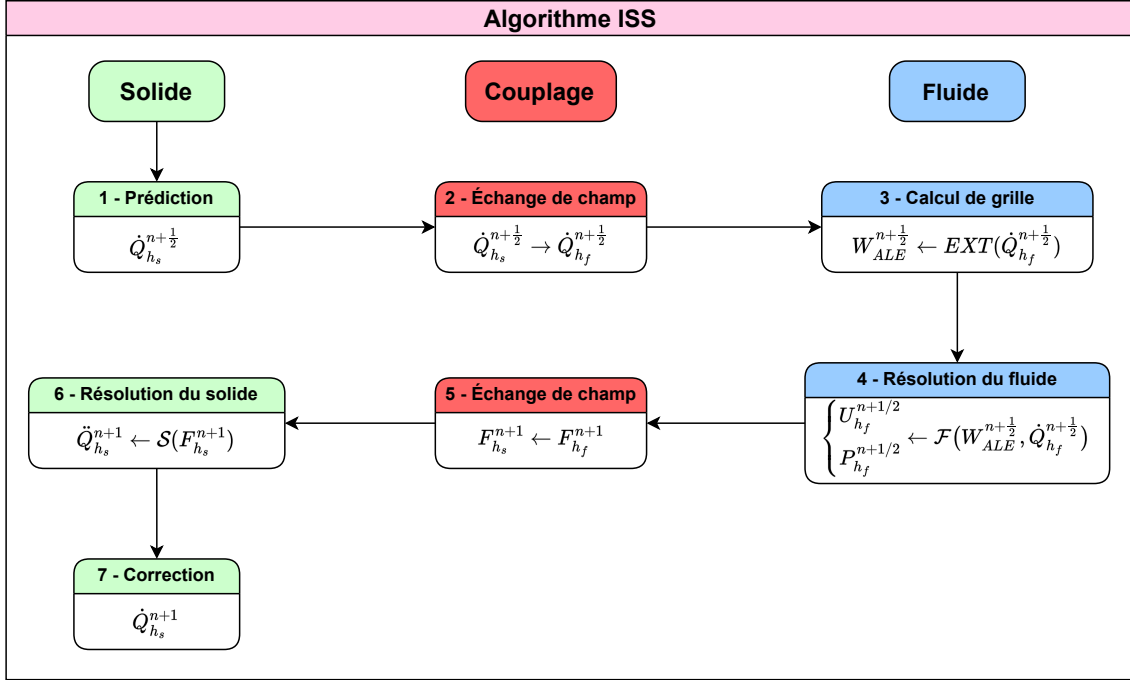 Algorithme ISS
Solide
Couplage
Fluide
1 - Prédiction
$\dot{Q}_{h_s}^{n+\frac{1}{2}}$
2 - Échange de champ
$\dot{Q}_{h_s}^{n+\frac{1}{2}} \rightarrow \dot{Q}_{h_f}^{n+\frac{1}{2}}$
3 - Calcul de grille
$W_{ALE}^{n+\frac{1}{2}} \leftarrow EXT(\dot{Q}_{h_f}^{n+\frac{1}{2}})$
4 - Résolution du fluide
$\begin{cases} U_{h_f}^{n+1/2} \\ P_{h_f}^{n+1/2} \end{cases} \leftarrow \mathcal{F}(W_{ALE}^{n+\frac{1}{2}}, \dot{Q}_{h_f}^{n+\frac{1}{2}})$
5 - Échange de champ
$F_{h_s}^{n+1} \leftarrow F_{h_f}^{n+1}$
6 - Résolution du solide
$\ddot{Q}_{h_s}^{n+1} \leftarrow \mathcal{S}(F_{h_s}^{n+1})$
7 - Correction
$\dot{Q}_{h_s}^{n+1}$